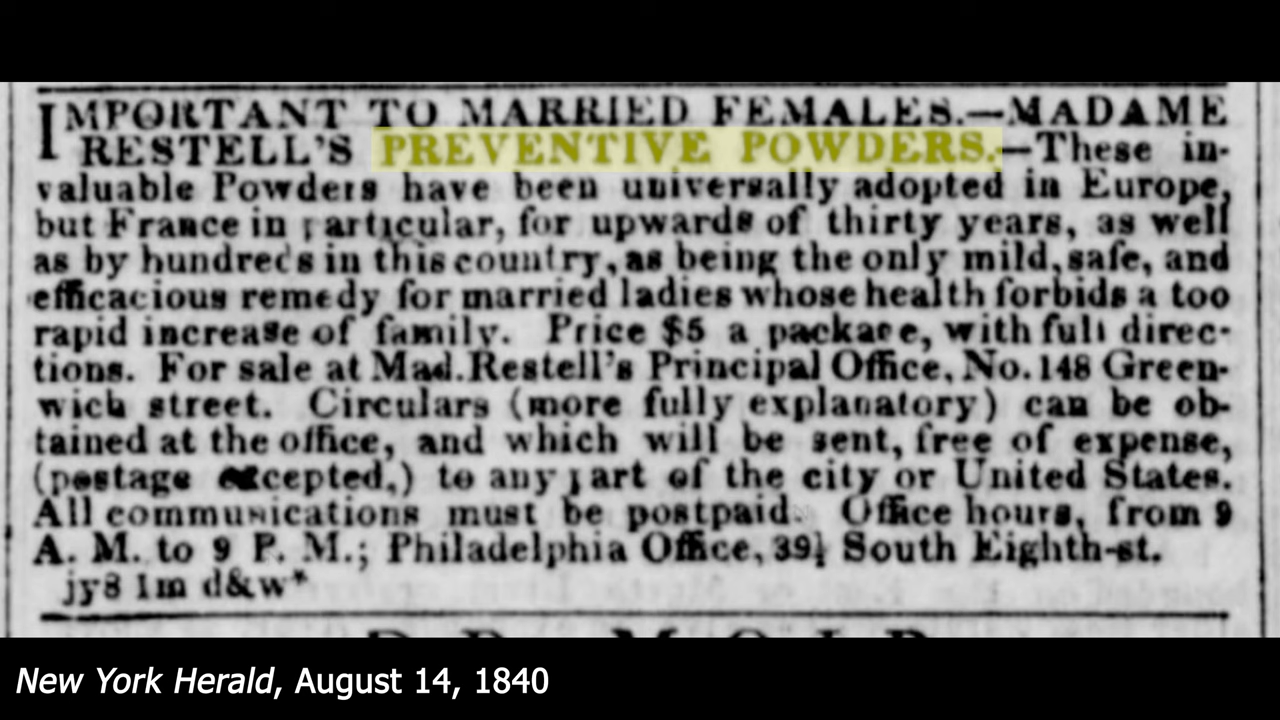 IMPORTANT TO MARRIED FEMALES.—MADAME
RESTELL'S PREVENTIVE POWDERS.—These in-
valuable Powders have been universally adopted in Europe,
but France in particular, for upwards of thirty years, as well
as by hundreds in this country, as being the only mild, safe, and
efficacious remedy for married ladies whose health forbids a too
rapid increase of family. Price $5 a package, with full direc-
tions. For sale at Mad. Restell's Principal Office, No. 148 Green-
wich street. Circulars (more fully explanatory) can be ob-
tained at the office, and which will be sent, free of expense,
(postage excepted,) to any part of the city or United States.
All communications must be postpaid. Office hours, from 9
A. M. to 9 P. M.; Philadelphia Office, 39½ South Eighth-st.
jy8 1m d&w*
New York Herald, August 14, 1840